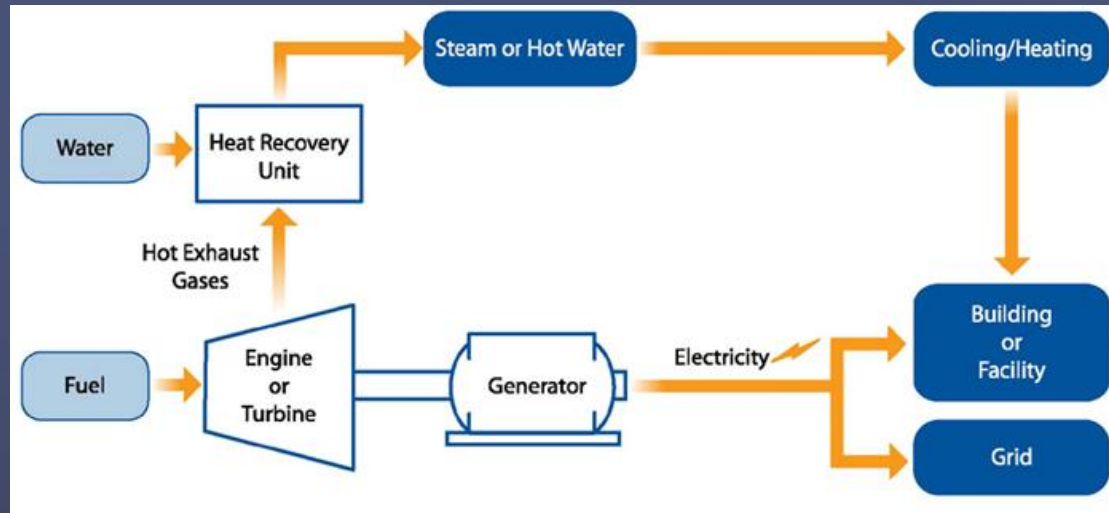 Steam or Hot Water
Cooling/Heating
Water
Heat Recovery
Unit
Hot Exhaust
Gases
Fuel
Engine
or
Turbine
Generator
Electricity
Building
or
Facility
Grid